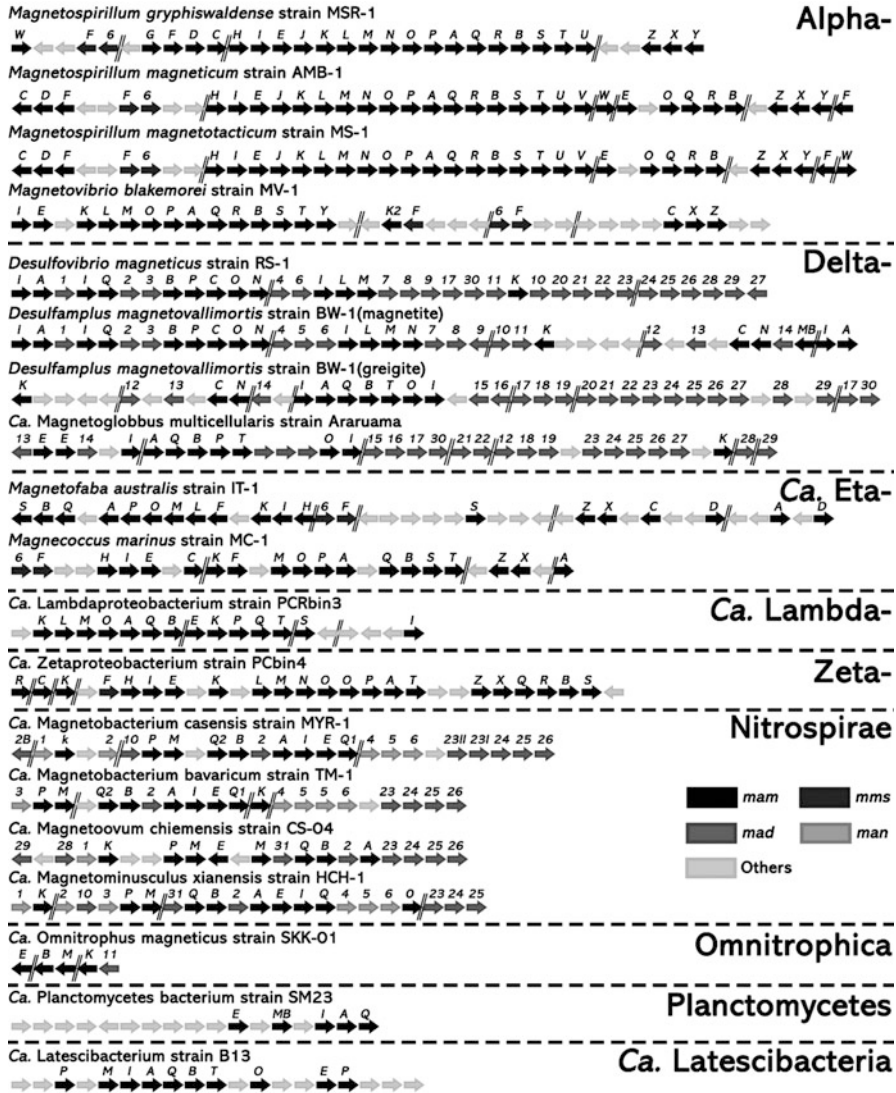 Magnetospirillum gryphiswaldense strain MSR-1
Alpha-
W F 6 G F D C H I E J K L M N O P A Q R B S T U Z X Y
Magnetospirillum magneticum strain AMB-1
C D F F 6 H I E J K L M N O P A Q R B S T U V W E O Q R B Z X Y F
Magnetospirillum magnetotacticum strain MS-1
C D F F 6 H I E J K L M N O P A Q R B S T U V E O Q R B Z X Y F W
Magnetovibrio blakemorei strain MV-1
I E K L M O P A Q R B S T Y K2 F 6 F C X Z
Delta-
Desulfovibrio magneticus strain RS-1
I A 1 I Q 2 3 B P C O N 4 6 I L M 7 8 9 17 30 11 K 10 20 21 22 23 24 25 26 28 29 27
Desulfamplus magnetovallimortis strain BW-1(magnetite)
I A 1 I Q 2 3 B P C O N 4 5 6 I L M N 7 8 9 10 11 K 12 13 C N 14 MB I A
Desulfamplus magnetovallimortis strain BW-1(greigite)
K 12 13 C N 14 I A Q B T O I 15 16 17 18 19 20 21 22 23 24 25 26 27 28 29 17 30
Ca. Magnetoglobbus multicellularis strain Araruama
13 E E 14 I A Q B P T O I 15 16 17 30 21 22 12 18 19 23 24 25 26 27 K 28 29
Ca. Eta-
Magnetofaba australis strain IT-1
S B Q A P O M L F K I H 6 F S Z X C D A D
Magnecoccus marinus strain MC-1
6 F H I E C K F M O P A Q B S T Z X A
Ca. Lambda-
Ca. Lambdaproteobacterium strain PCRbin3
K L M O A Q B E K P Q T S I
Ca. Zetaproteobacterium strain PCbin4
Zeta-
R C K F H I E K L M N O O P A T Z X Q R B S
Nitrospirae
Ca. Magnetobacterium casensis strain MYR-1
2B 1 k 2 10 P M Q2 B 2 A I E Q1 4 5 6 23II 23I 24 25 26
Ca. Magnetobacterium bavaricum strain TM-1
3 P M Q2 B 2 A I E Q1 K 4 5 5 6 23 24 25 26
mam
mms
Ca. Magnetoovum chiemensis strain CS-04
mad
man
29 28 1 K P M E M 31 Q B 2 A 23 24 25 26
Others
Ca. Magnetominusculus xianensis strain HCH-1
1 K 2 10 3 P M 31 Q B 2 A E I Q 4 5 6 O 23 24 25
Ca. Omnitrophus magneticus strain SKK-01
Omnitrophica
E B M K 11
Ca. Planctomycetes bacterium strain SM23
Planctomycetes
E MB I A Q
Ca. Latescibacterium strain B13
Ca. Latescibacteria
P M I A Q B T O E P